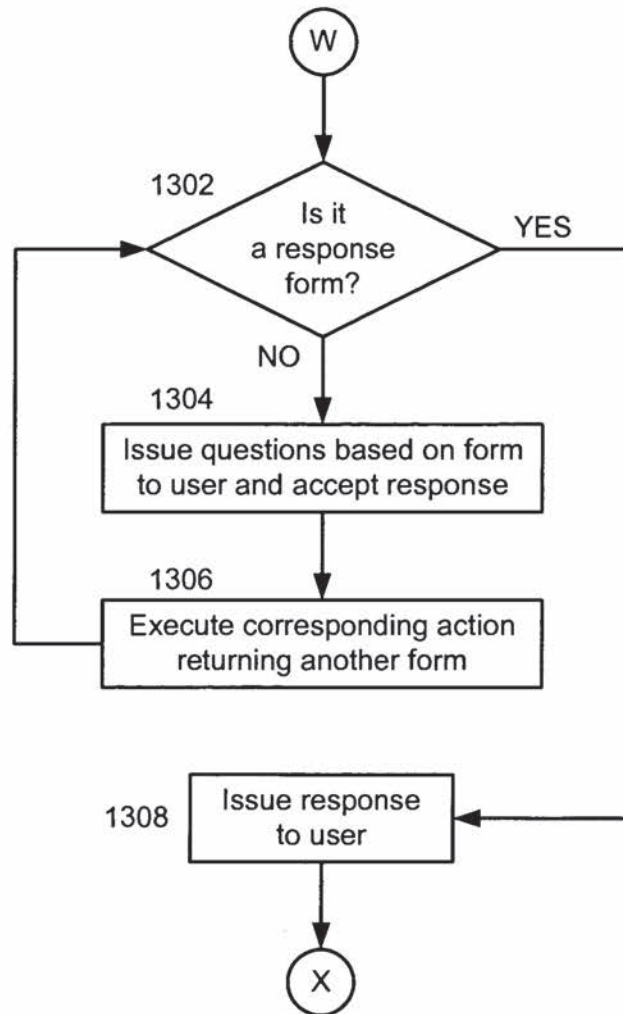 W
1302
Is it
a response
form?
YES
NO
1304
Issue questions based on form
to user and accept response
1306
Execute corresponding action
returning another form
1308
Issue response
to user
X